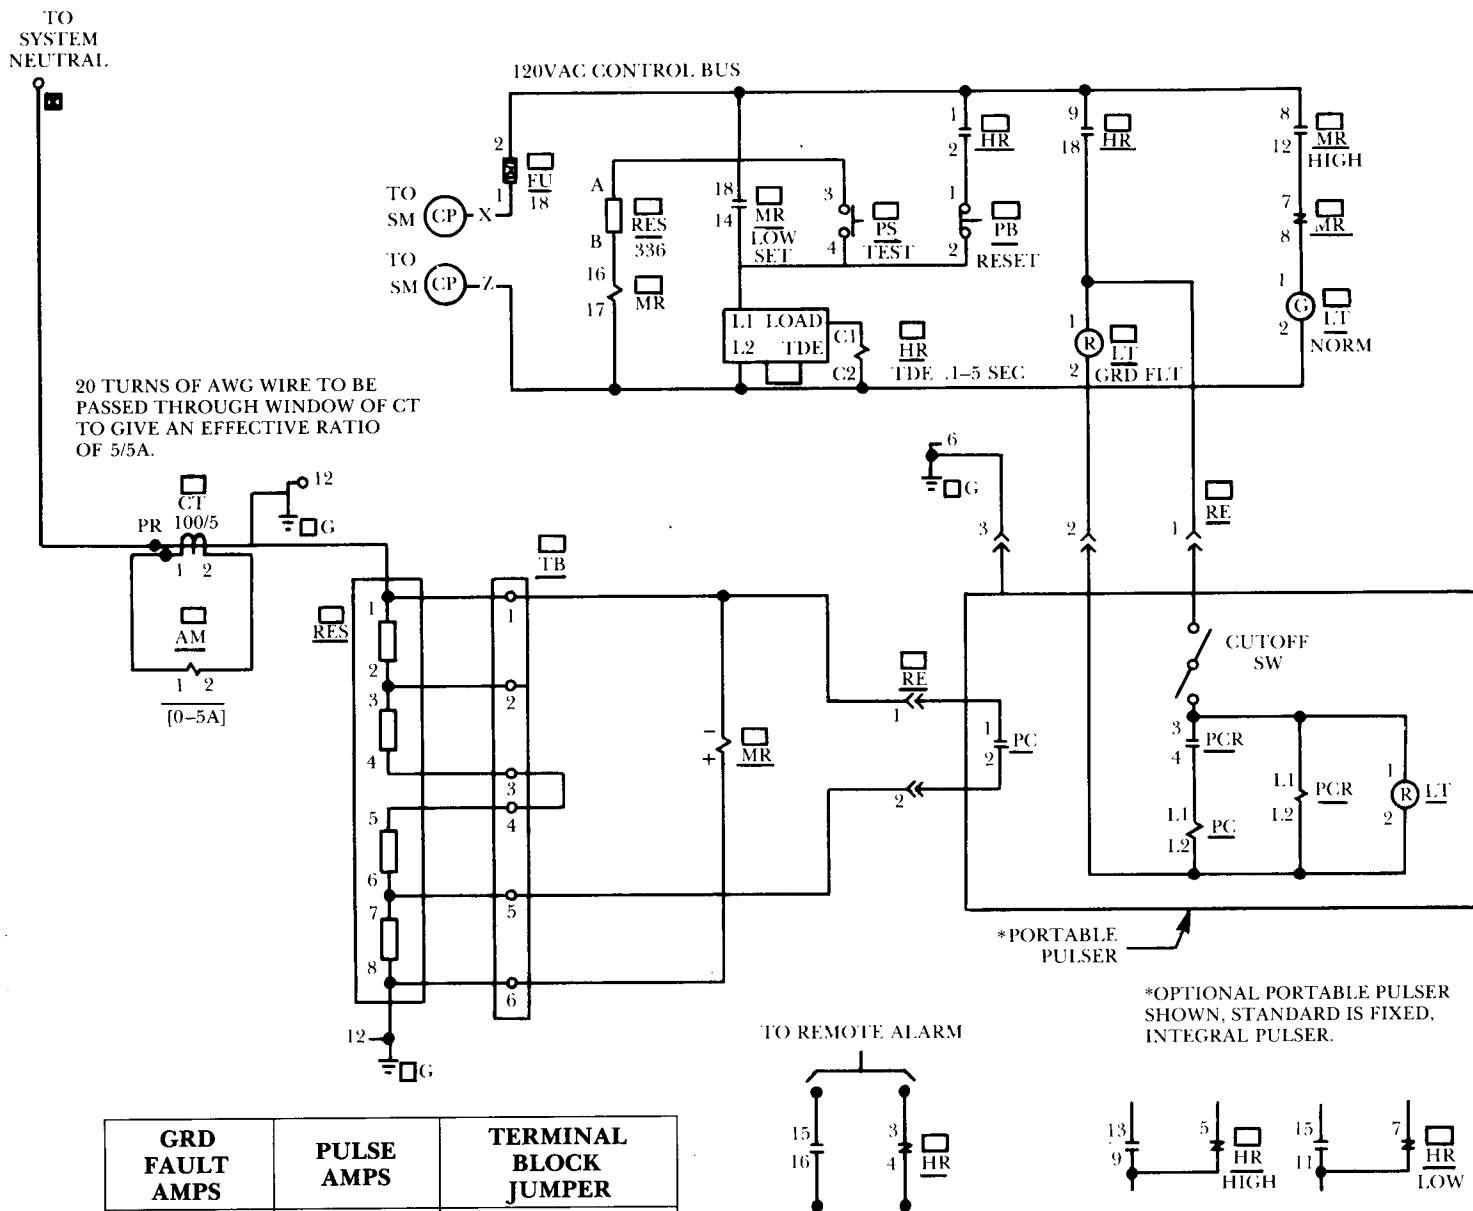 TO
SYSTEM
NEUTRAL
120VAC CONTROL BUS
2
1
FU
18
TO
SM
CP
X
TO
SM
CP
Z
A
B
RES
336
16
17
MR
18
14
MR
LOW
SET
3
4
PS
TEST
1
2
HR
1
2
PB
RESET
9
18
HR
8
12
MR
HIGH
7
8
MR
1
2
G
LT
NORM
L1 LOAD
L2 TDE
C1
C2
HR
TDE .1–5 SEC
1
2
R
LT
GRD FLT
20 TURNS OF AWG WIRE TO BE
PASSED THROUGH WINDOW OF CT
TO GIVE AN EFFECTIVE RATIO
OF 5/5A.
CT
100/5
PR
1 2
12
G
AM
1 2
[0–5A]
RES
1
2
3
4
5
6
7
8
12
G
TB
1
2
3
4
5
6
–
+
MR
6
G
3
2
1
RE
RE
1
2
1
2
PC
CUTOFF
SW
3
4
PCR
L1
L2
PC
L1
L2
PCR
1
2
R
LT
*PORTABLE
PULSER
*OPTIONAL PORTABLE PULSER
SHOWN, STANDARD IS FIXED,
INTEGRAL PULSER.
TO REMOTE ALARM
15
16
3
4
HR
13
9
5
HR
HIGH
15
11
7
HR
LOW
GRD
FAULT
AMPS
PULSE
AMPS
TERMINAL
BLOCK
JUMPER